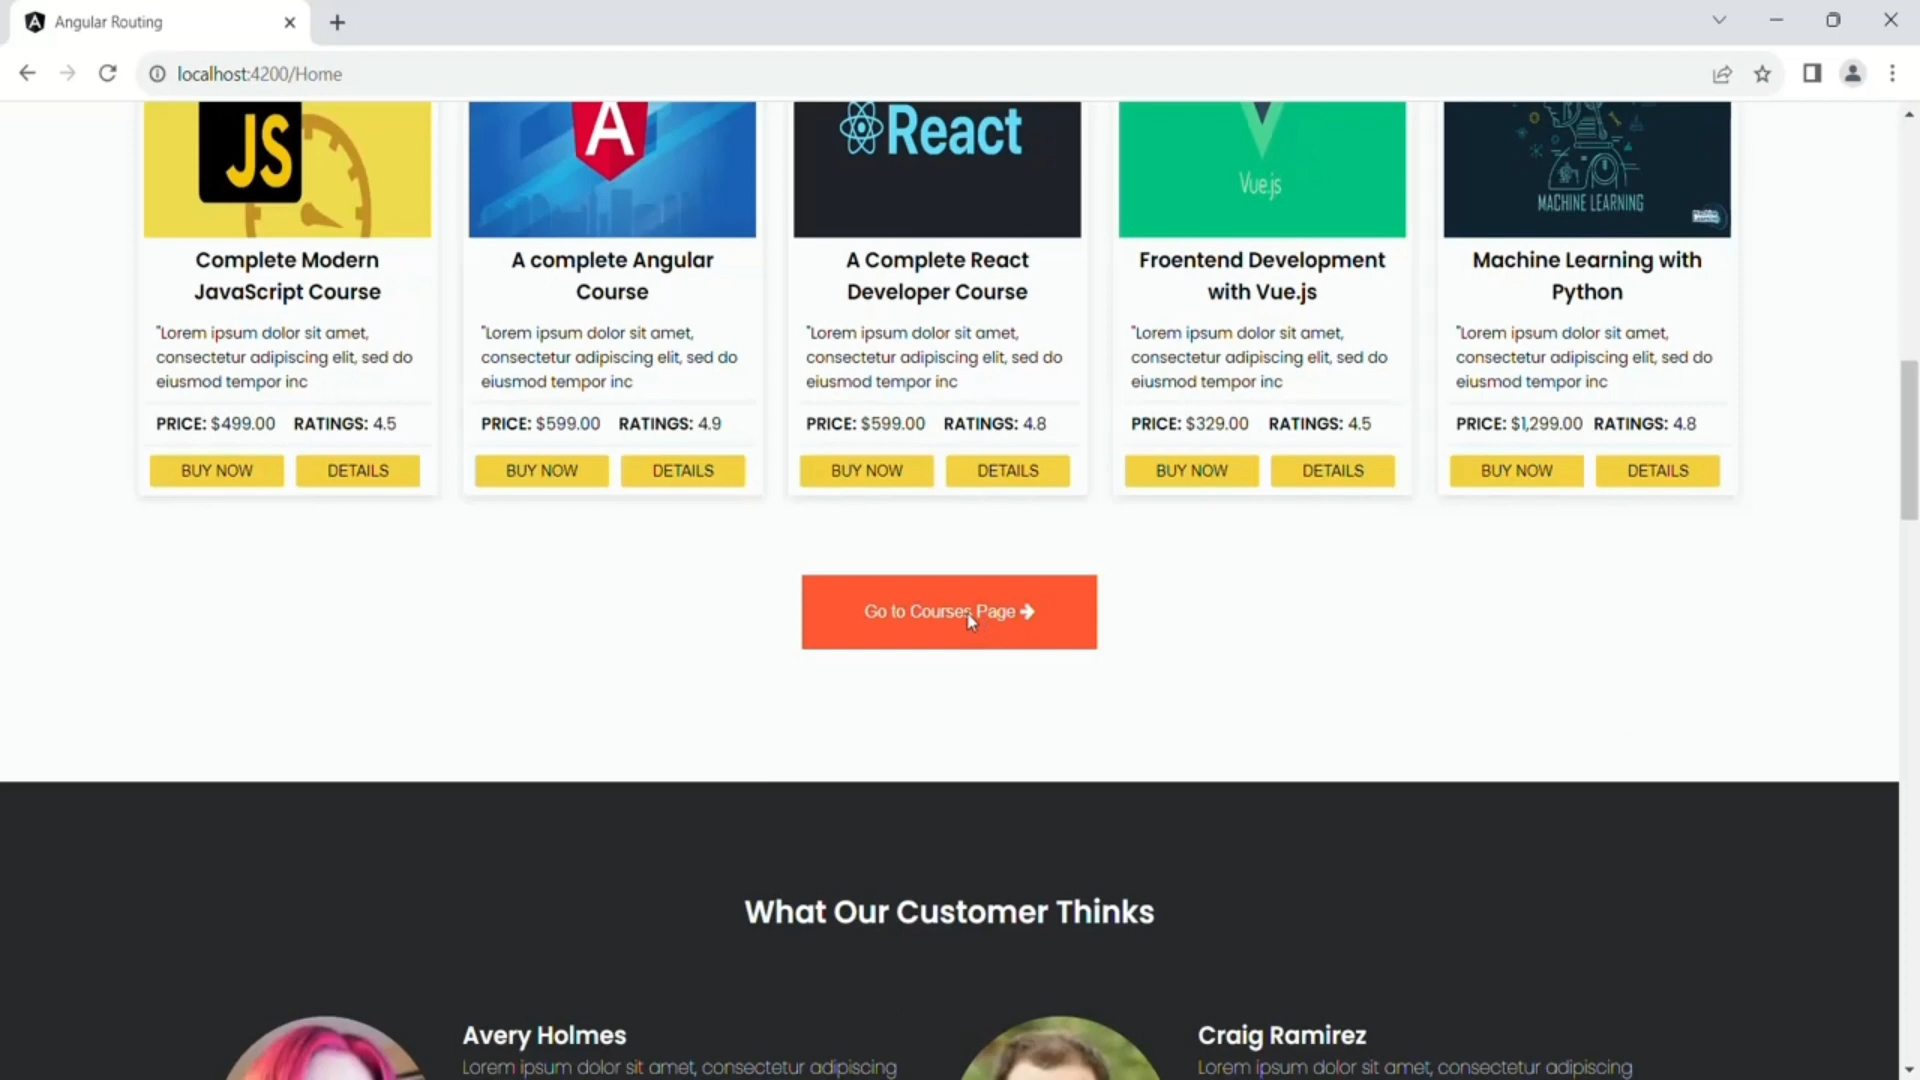 Angular Routing
localhost:4200/Home
JS
A
React
Vue.js
MACHINE LEARNING
Complete Modern
JavaScript Course
A complete Angular
Course
A Complete React
Developer Course
Froentend Development
with Vue.js
Machine Learning with
Python
"Lorem ipsum dolor sit amet,
consectetur adipiscing elit, sed do
eiusmod tempor inc
"Lorem ipsum dolor sit amet,
consectetur adipiscing elit, sed do
eiusmod tempor inc
"Lorem ipsum dolor sit amet,
consectetur adipiscing elit, sed do
eiusmod tempor inc
"Lorem ipsum dolor sit amet,
consectetur adipiscing elit, sed do
eiusmod tempor inc
"Lorem ipsum dolor sit amet,
consectetur adipiscing elit, sed do
eiusmod tempor inc
PRICE: $499.00 RATINGS: 4.5
PRICE: $599.00 RATINGS: 4.9
PRICE: $599.00 RATINGS: 4.8
PRICE: $329.00 RATINGS: 4.5
PRICE: $1,299.00 RATINGS: 4.8
BUY NOW DETAILS
BUY NOW DETAILS
BUY NOW DETAILS
BUY NOW DETAILS
BUY NOW DETAILS
Go to Courses Page
What Our Customer Thinks
Avery Holmes
Lorem ipsum dolor sit amet, consectetur adipiscing
Craig Ramirez
Lorem ipsum dolor sit amet, consectetur adipiscing